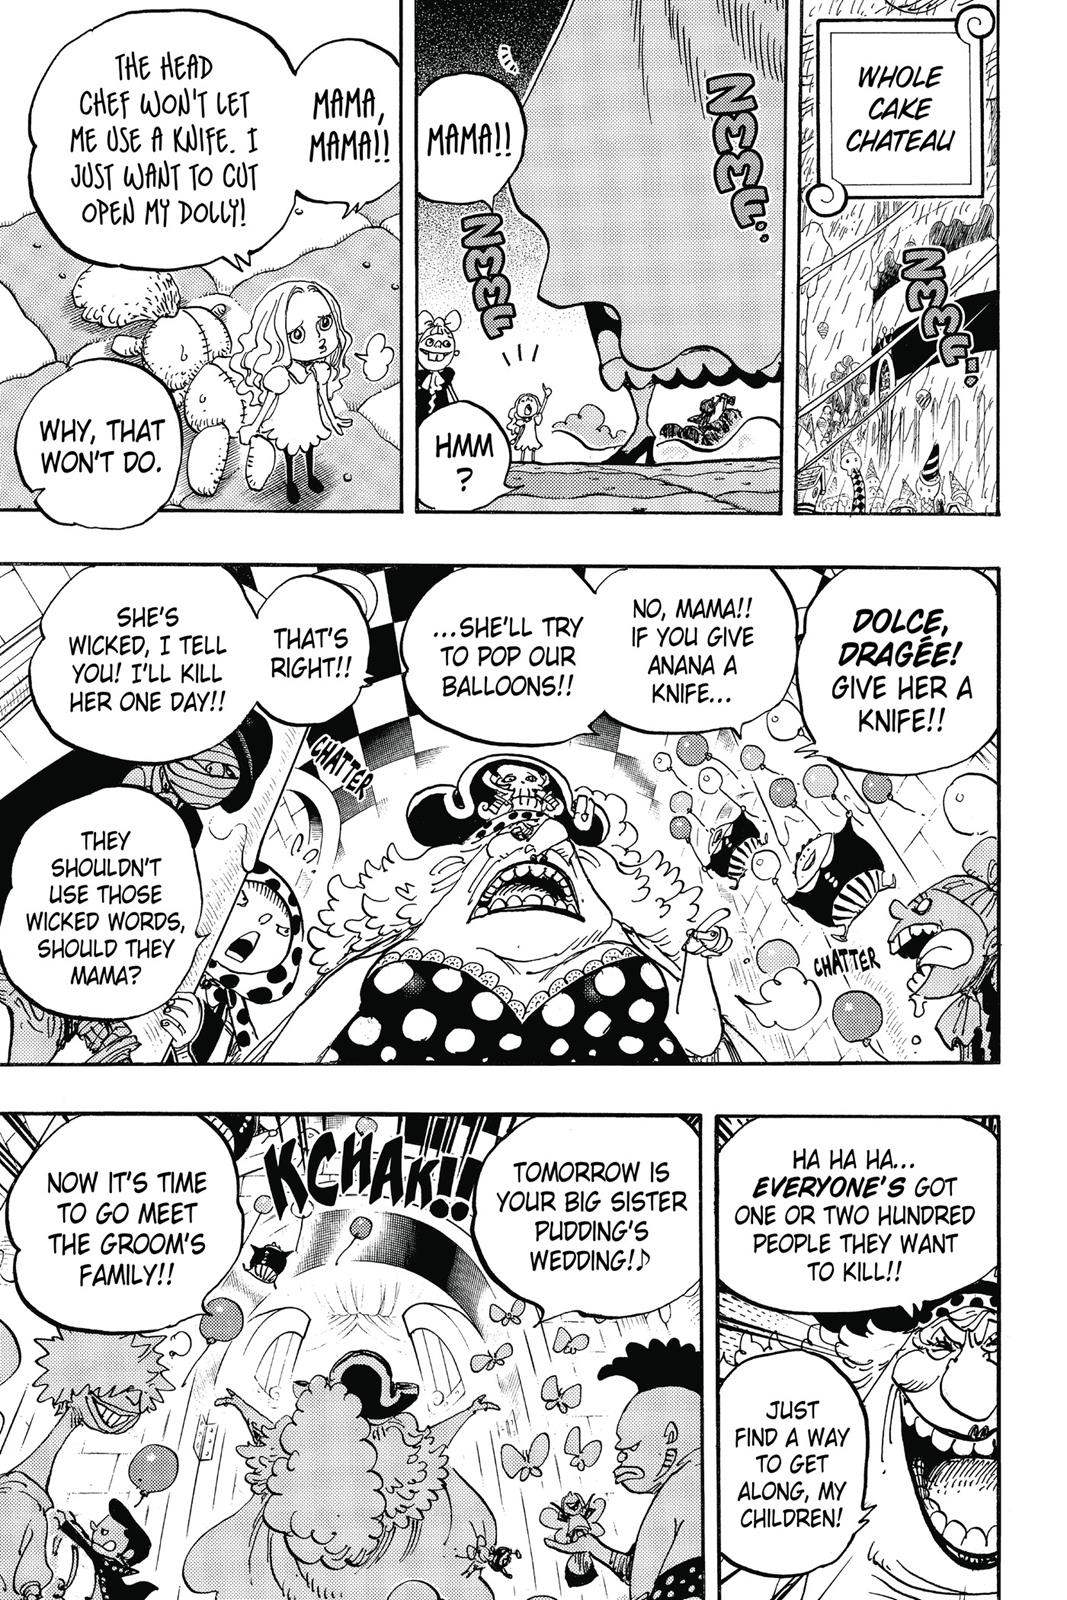 WHOLE
CAKE
CHATEAU
MAMA!!
HMM
?
MAMA,
MAMA!!
THE HEAD
CHEF WON'T LET
ME USE A KNIFE. I
JUST WANT TO CUT
OPEN MY DOLLY!
WHY, THAT
WON'T DO.
DOLCE,
DRAGÉE!
GIVE HER A
KNIFE!!
NO, MAMA!!
IF YOU GIVE
ANANA A
KNIFE...
...SHE'LL TRY
TO POP OUR
BALLOONS!!
THAT'S
RIGHT!!
SHE'S
WICKED, I TELL
YOU! I'LL KILL
HER ONE DAY!!
CHATTER
CHATTER
THEY
SHOULDN'T
USE THOSE
WICKED WORDS,
SHOULD THEY
MAMA?
HA HA HA...
EVERYONE'S GOT
ONE OR TWO HUNDRED
PEOPLE THEY WANT
TO KILL!!
JUST
FIND A WAY
TO GET
ALONG, MY
CHILDREN!
TOMORROW IS
YOUR BIG SISTER
PUDDING'S
WEDDING!♪
KCHAK!!
NOW IT'S TIME
TO GO MEET
THE GROOM'S
FAMILY!!